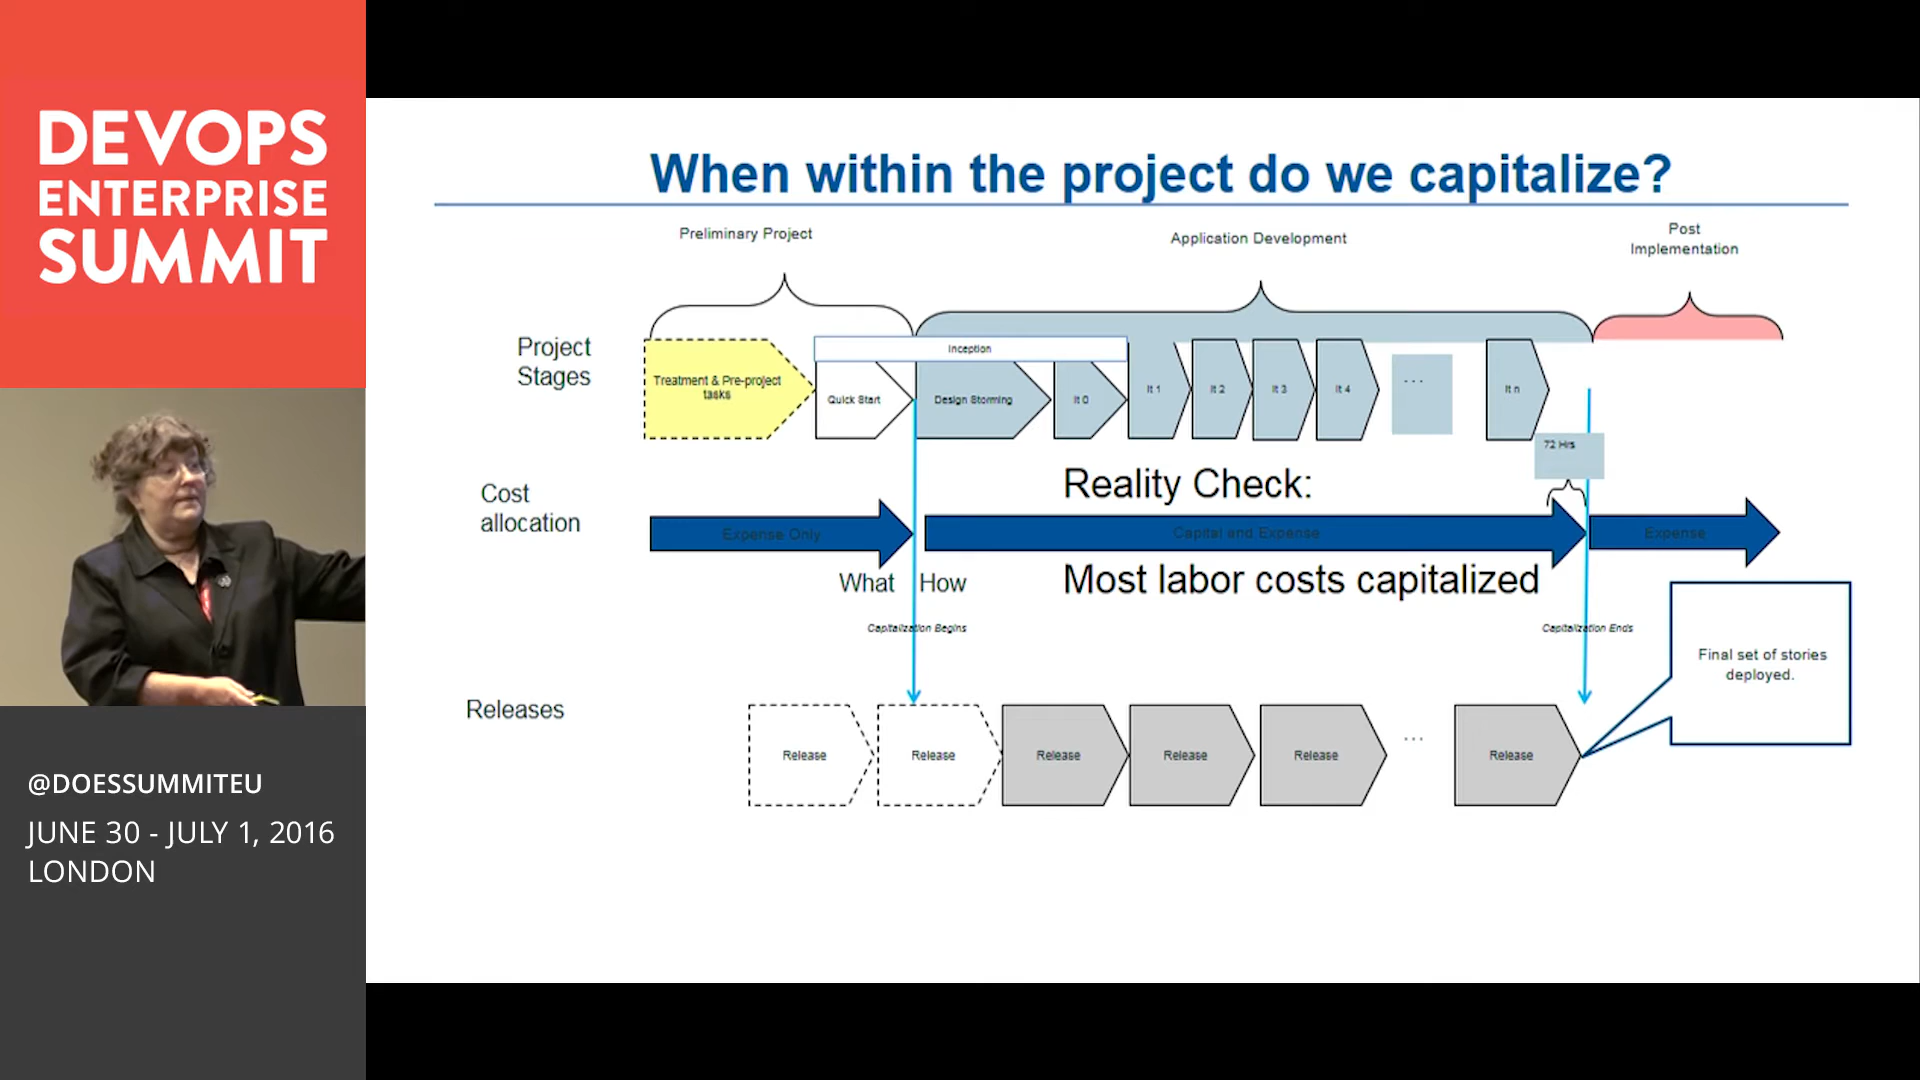 DEVOPS
ENTERPRISE
SUMMIT
@DOESSUMMITEU
JUNE 30 - JULY 1, 2016
LONDON
When within the project do we capitalize?
Preliminary Project
Application Development
Post
Implementation
Project
Stages
Inception
Treatment & Pre-project
tasks
Quick Start
Design Storming
It 0
It 1
It 2
It 3
It 4
...
It n
72 Hrs
Reality Check:
Cost
allocation
Expense Only
Capital and Expense
Expense
What
How
Most labor costs capitalized
Capitalization Begins
Capitalization Ends
Final set of stories
deployed.
Releases
Release
Release
Release
Release
Release
...
Release